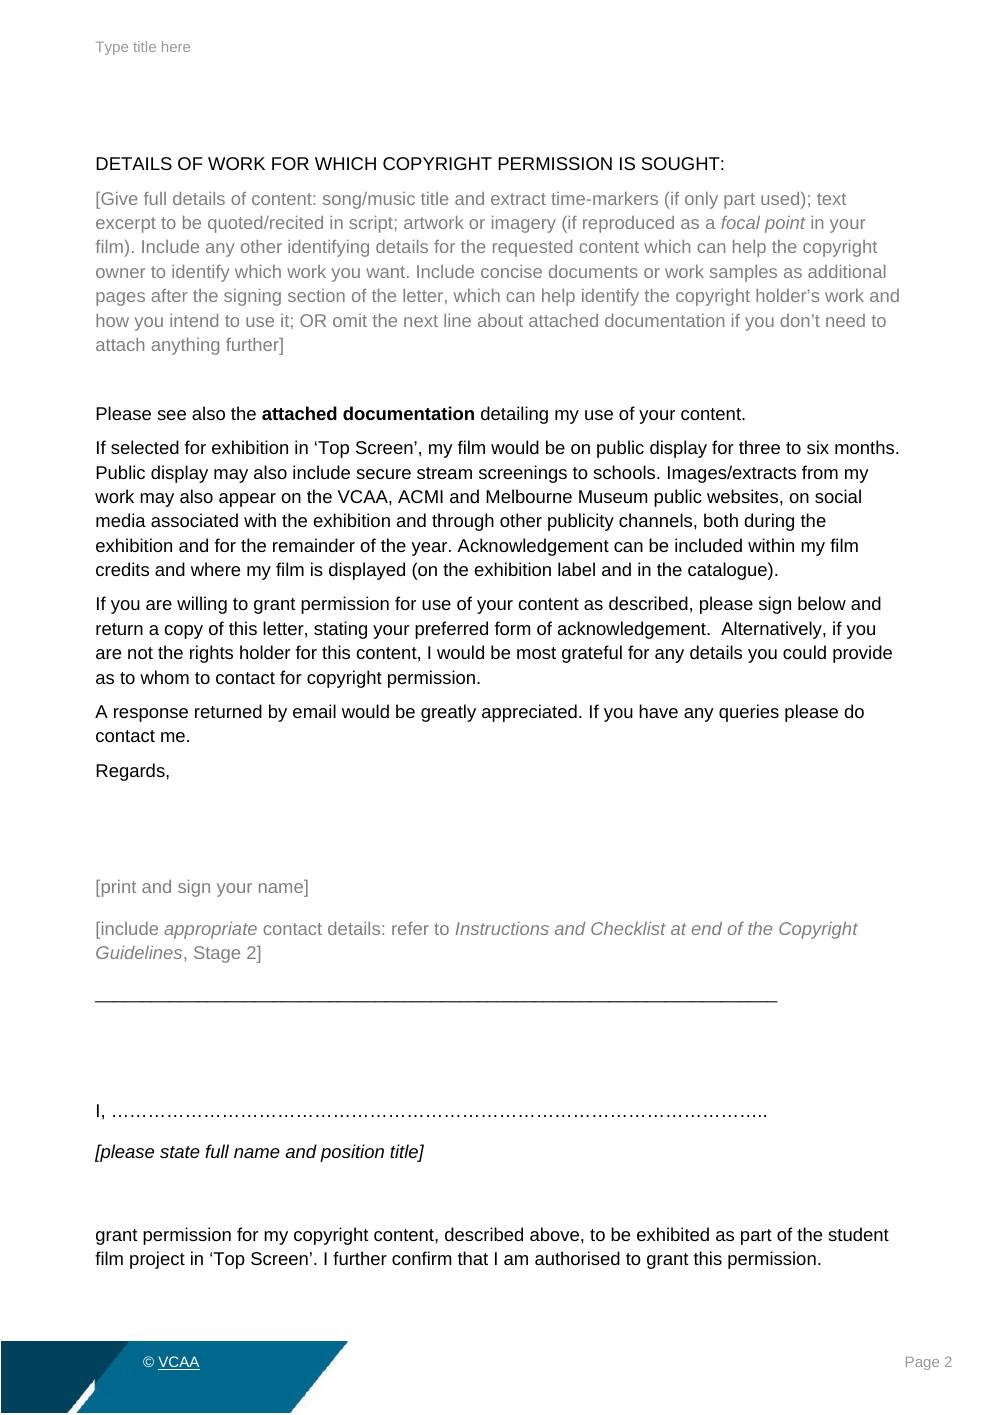 Type title here
DETAILS OF WORK FOR WHICH COPYRIGHT PERMISSION IS SOUGHT:
[Give full details of content: song/music title and extract time-markers (if only part used); text
excerpt to be quoted/recited in script; artwork or imagery (if reproduced as a focal point in your
film). Include any other identifying details for the requested content which can help the copyright
owner to identify which work you want. Include concise documents or work samples as additional
pages after the signing section of the letter, which can help identify the copyright holder’s work and
how you intend to use it; OR omit the next line about attached documentation if you don’t need to
attach anything further]
Please see also the attached documentation detailing my use of your content.
If selected for exhibition in ‘Top Screen’, my film would be on public display for three to six months.
Public display may also include secure stream screenings to schools. Images/extracts from my
work may also appear on the VCAA, ACMI and Melbourne Museum public websites, on social
media associated with the exhibition and through other publicity channels, both during the
exhibition and for the remainder of the year. Acknowledgement can be included within my film
credits and where my film is displayed (on the exhibition label and in the catalogue).
If you are willing to grant permission for use of your content as described, please sign below and
return a copy of this letter, stating your preferred form of acknowledgement.  Alternatively, if you
are not the rights holder for this content, I would be most grateful for any details you could provide
as to whom to contact for copyright permission.
A response returned by email would be greatly appreciated. If you have any queries please do
contact me.
Regards,
[print and sign your name]
[include appropriate contact details: refer to Instructions and Checklist at end of the Copyright
Guidelines, Stage 2]
I, ……………………………………………………………………………………………..
[please state full name and position title]
grant permission for my copyright content, described above, to be exhibited as part of the student
film project in ‘Top Screen’. I further confirm that I am authorised to grant this permission.
© VCAA
Page 2